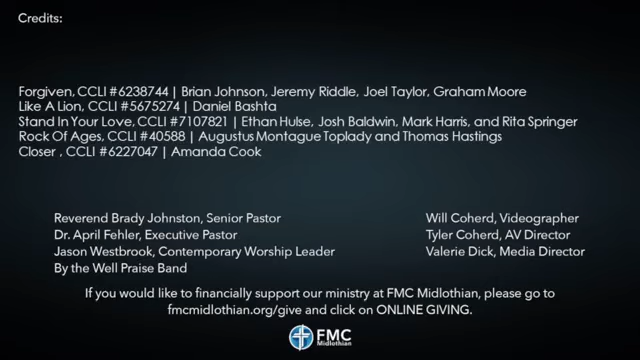 Credits:
Forgiven, CCLI #6238744 | Brian Johnson, Jeremy Riddle, Joel Taylor, Graham Moore
Like A Lion, CCLI #5675274 | Daniel Bashta
Stand In Your Love, CCLI #7107821 | Ethan Hulse, Josh Baldwin, Mark Harris, and Rita Springer
Rock Of Ages, CCLI #40588 | Augustus Montague Toplady and Thomas Hastings
Closer , CCLI #6227047 | Amanda Cook
Reverend Brady Johnston, Senior Pastor
Dr. April Fehler, Executive Pastor
Jason Westbrook, Contemporary Worship Leader
By the Well Praise Band
Will Coherd, Videographer
Tyler Coherd, AV Director
Valerie Dick, Media Director
If you would like to financially support our ministry at FMC Midlothian, please go to
fmcmidlothian.org/give and click on ONLINE GIVING.
FMC
Midlothian